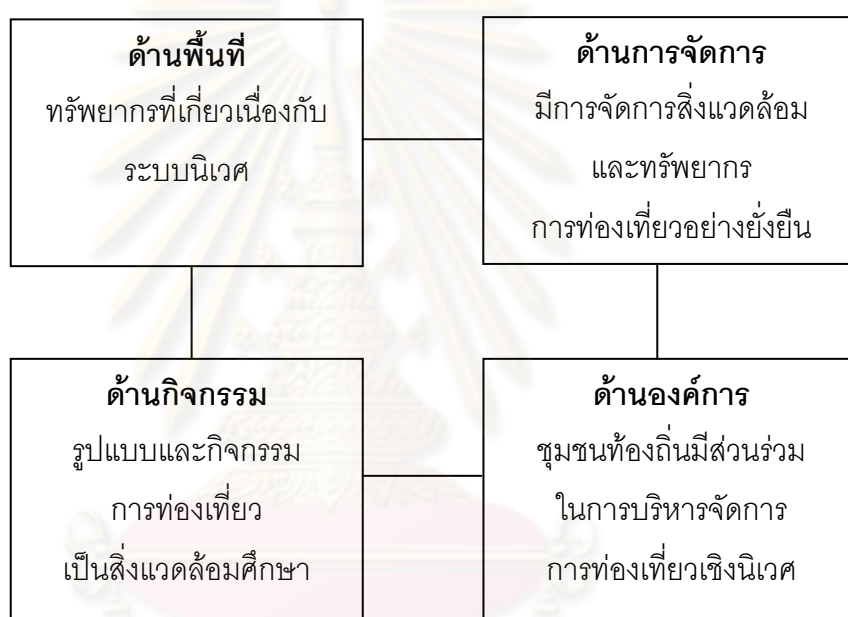 ด้านพื้นที่
ทรัพยากรที่เกี่ยวเนื่องกับ
ระบบนิเวศ
ด้านการจัดการ
มีการจัดการสิ่งแวดล้อม
และทรัพยากร
การท่องเที่ยวอย่างยั่งยืน
ด้านกิจกรรม
รูปแบบและกิจกรรม
การท่องเที่ยว
เป็นสิ่งแวดล้อมศึกษา
ด้านองค์การ
ชุมชนท้องถิ่นมีส่วนร่วม
ในการบริหารจัดการ
การท่องเที่ยวเชิงนิเวศ